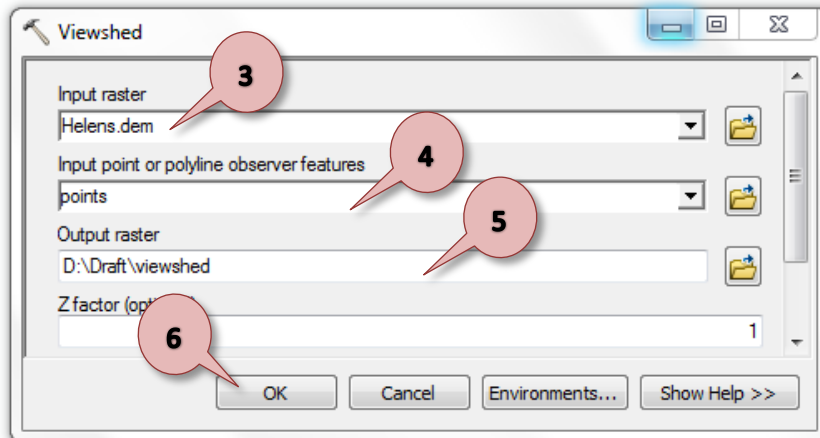 Viewshed
3
Input raster
Helens.dem
4
Input point or polyline observer features
points
5
Output raster
D:\Draft\viewshed
Z factor (opt
1
6
OK Cancel Environments... Show Help >>